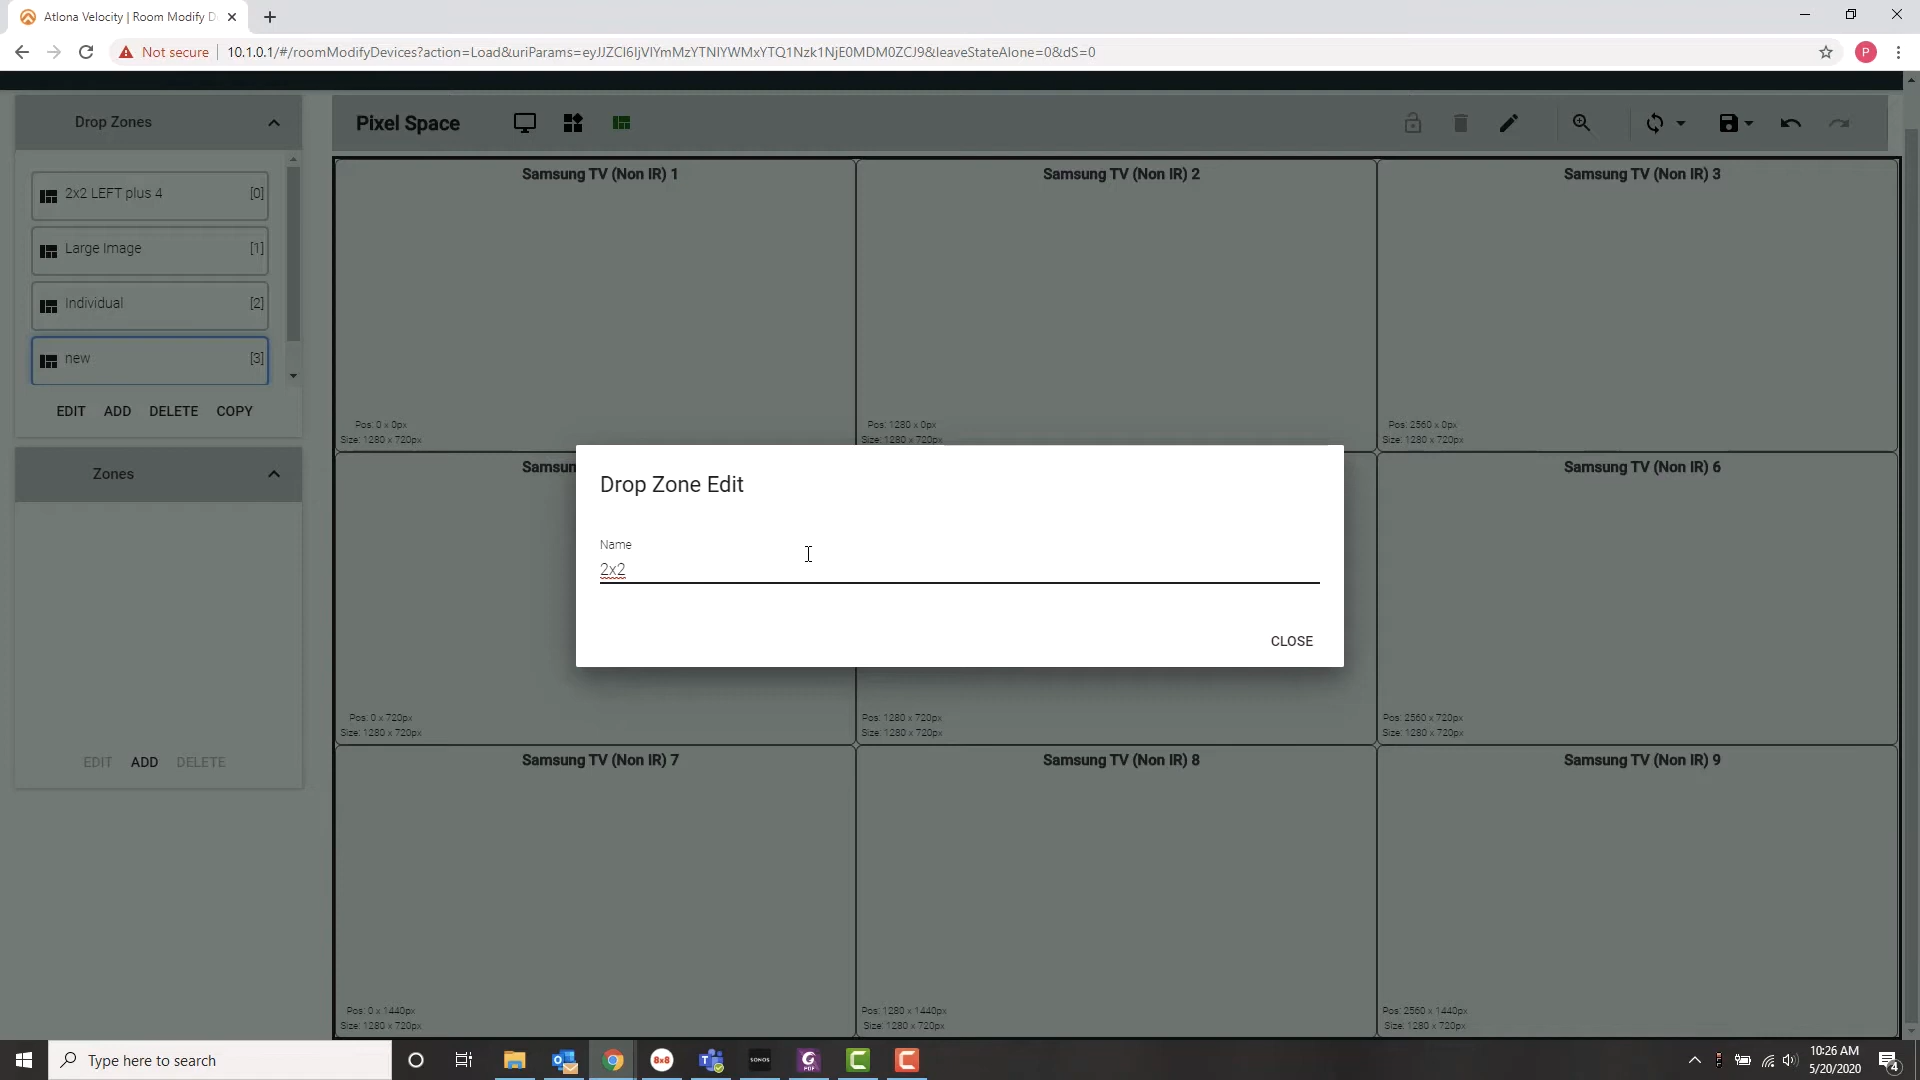 Atlona Velocity | Room Modify D
Not secure
10.1.0.1/#/roomModifyDevices?action=Load&uriParams=eyJJZCI6IjVlYmMzYTNlYWMxYTQ1Nzk1NjE0MDM0ZCJ9&leaveStateAlone=0&dS=0
P
Drop Zones
2x2 LEFT plus 4 [0]
Large Image [1]
Individual [2]
new [3]
EDIT ADD DELETE COPY
Zones
EDIT ADD DELETE
Pixel Space
Samsung TV (Non IR) 1
Pos: 0 x 0px
Size: 1280 x 720px
Samsung TV (Non IR) 2
Pos: 1280 x 0px
Size: 1280 x 720px
Samsung TV (Non IR) 3
Pos: 2560 x 0px
Size: 1280 x 720px
Samsun
Pos: 0 x 720px
Size: 1280 x 720px
Pos: 1280 x 720px
Size: 1280 x 720px
Samsung TV (Non IR) 6
Pos: 2560 x 720px
Size: 1280 x 720px
Samsung TV (Non IR) 7
Pos: 0 x 1440px
Size: 1280 x 720px
Samsung TV (Non IR) 8
Pos: 1280 x 1440px
Size: 1280 x 720px
Samsung TV (Non IR) 9
Pos: 2560 x 1440px
Size: 1280 x 720px
Drop Zone Edit
Name
2x2
CLOSE
Type here to search
8x8
SONOS
PDF
10:26 AM
5/20/2020
4